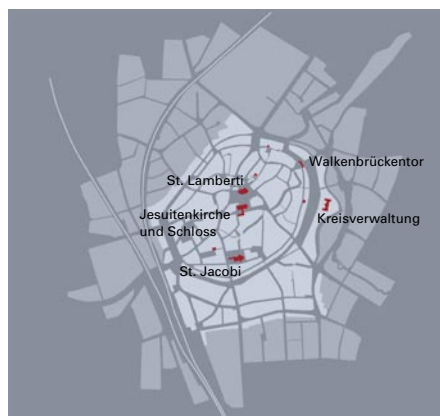 Walkenbrückentor
St. Lamberti
Jesuitenkirche
und Schloss
Kreisverwaltung
St. Jacobi